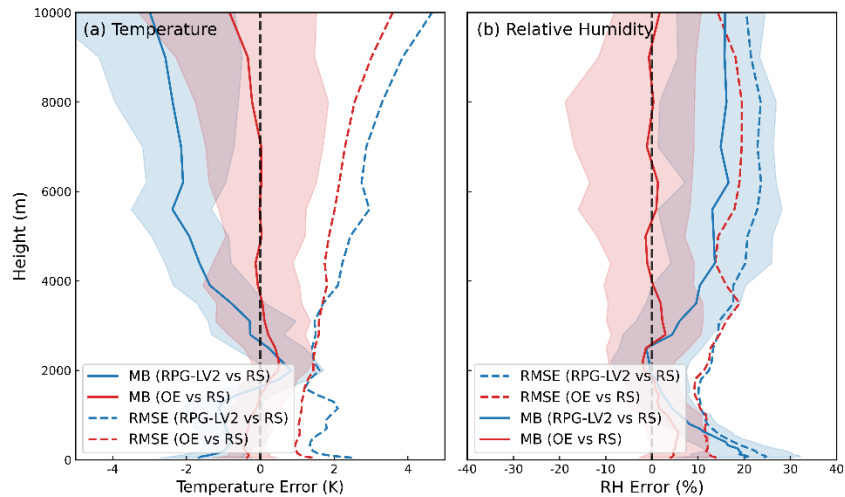 (a) Temperature
(b) Relative Humidity
10000
8000
6000
4000
2000
0
Height (m)
MB (RPG-LV2 vs RS)
MB (OE vs RS)
RMSE (RPG-LV2 vs RS)
RMSE (OE vs RS)
-4 -2 0 2 4
Temperature Error (K)
RMSE (RPG-LV2 vs RS)
RMSE (OE vs RS)
MB (RPG-LV2 vs RS)
MB (OE vs RS)
-40 -30 -20 -10 0 10 20 30 40
RH Error (%)